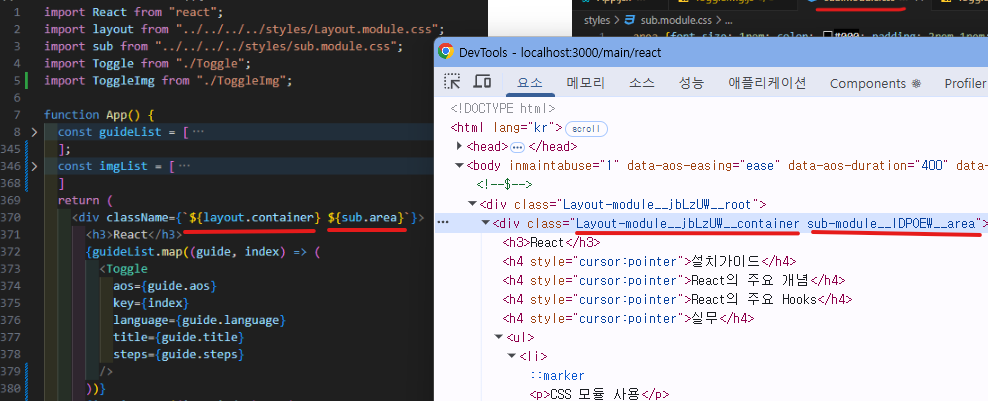 1 import React from "react";
2 import layout from "../../../../styles/Layout.module.css";
3 import sub from "../../../../styles/sub.module.css";
4 import Toggle from "./Toggle";
5 import ToggleImg from "./ToggleImg";
6
7 function App() {
8 const guideList = [ ⋯
345 ];
346 const imgList = [ ⋯
368 ]
369 return (
370 <div className={`${layout.container} ${sub.area}`}>
371 <h3>React</h3>
372 {guideList.map((guide, index) => (
373 <Toggle
374 aos={guide.aos}
375 key={index}
376 language={guide.language}
377 title={guide.title}
378 steps={guide.steps}
379 />
380 ))}
styles > sub.module.css > ...
DevTools - localhost:3000/main/react
요소 메모리 소스 성능 애플리케이션 Components Profiler
<!DOCTYPE html>
<html lang="kr"> scroll
<head> ⋯ </head>
<body inmaintabuse="1" data-aos-easing="ease" data-aos-duration="400" data-
<!--$-->
<div class="Layout-module__jbLzUW__root">
⋯ <div class="Layout-module__jbLzUW__container sub-module__lDPOEW__area">
<h3>React</h3>
<h4 style="cursor:pointer">설치가이드</h4>
<h4 style="cursor:pointer">React의 주요 개념</h4>
<h4 style="cursor:pointer">React의 주요 Hooks</h4>
<h4 style="cursor:pointer">실무</h4>
<ul>
<li>
::marker
<p>CSS 모듈 사용</p>